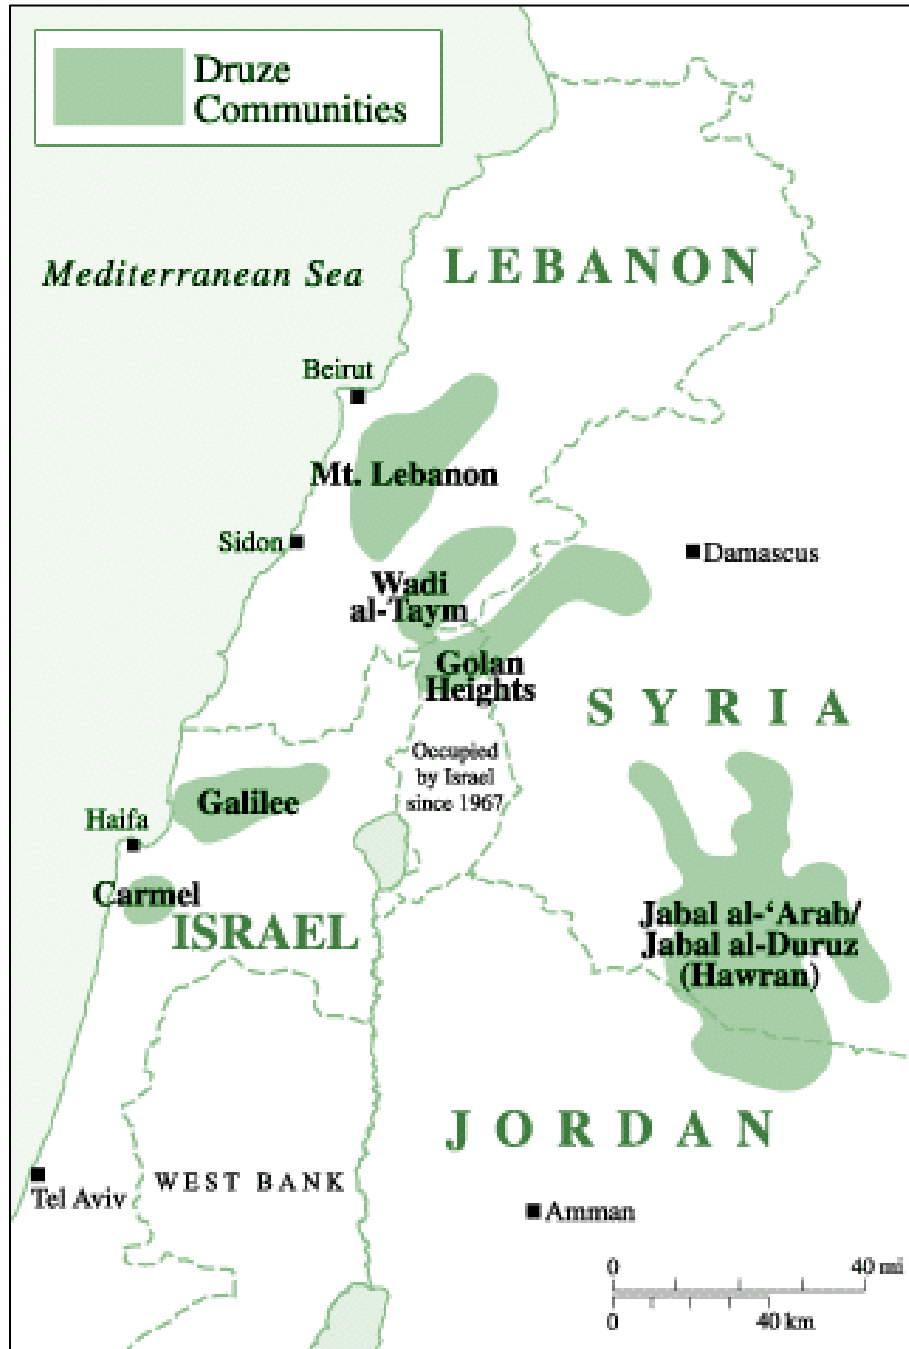 Druze
Communities
Mediterranean Sea
LEBANON
Beirut
Mt. Lebanon
Sidon
Damascus
Wadi
al-Taym
Golan
Heights
SYRIA
Occupied
by Israel
since 1967
Galilee
Haifa
Carmel
ISRAEL
Jabal al-‘Arab/
Jabal al-Duruz
(Hawran)
JORDAN
WEST BANK
Tel Aviv
Amman
0 40 mi
0 40 km